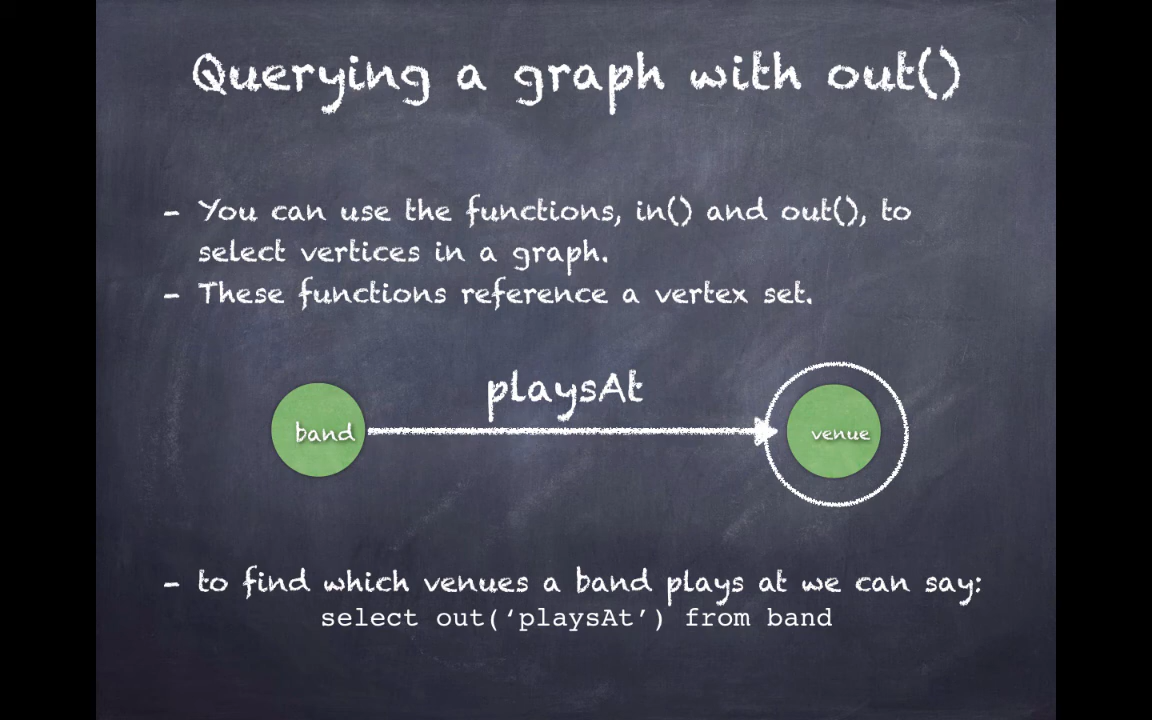 Querying a graph with out()
- You can use the functions, in() and out(), to
select vertices in a graph.
- These functions reference a vertex set.
playsAt
band
venue
- to find which venues a band plays at we can say:
select out(‘playsAt’) from band